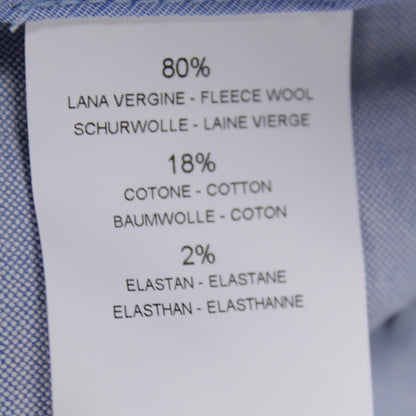 80%
LANA VERGINE - FLEECE WOOL
SCHURWOLLE - LAINE VIERGE
18%
COTONE - COTTON
BAUMWOLLE - COTON
2%
ELASTAN - ELASTANE
ELASTHAN - ELASTHANNE